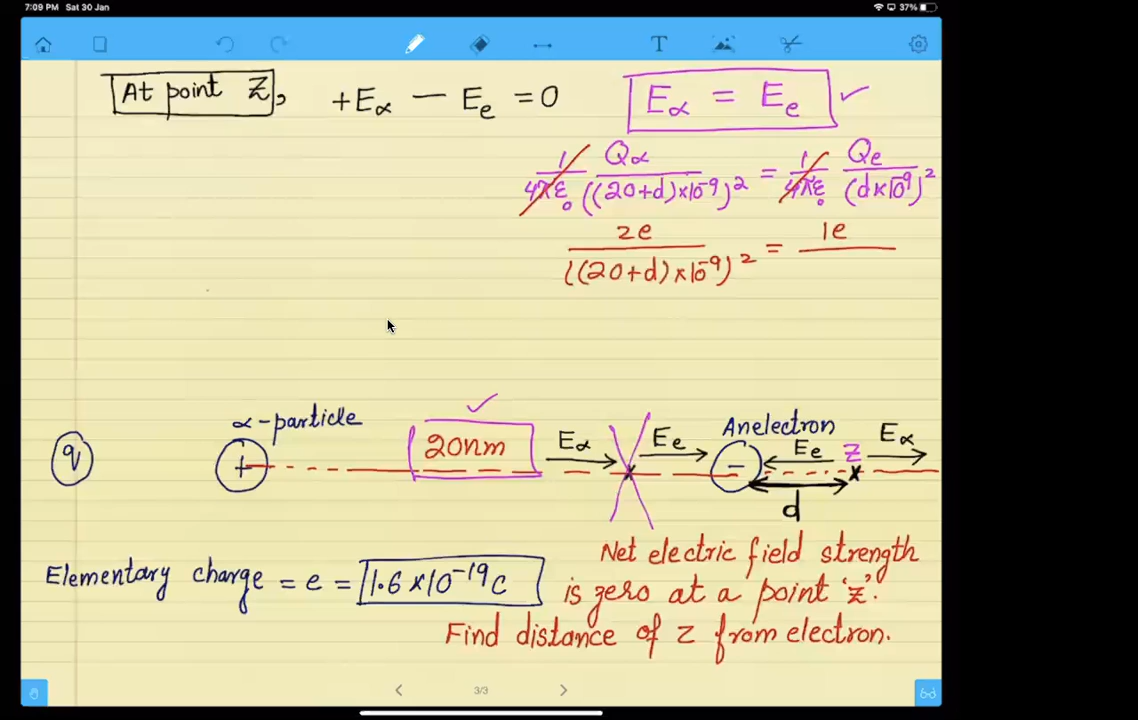 7:09 PM Sat 30 Jan 37%
T
At point Z, +Eα − Ee = 0 Eα = Ee ✓
1/4πε₀ Qα/((20+d)×10⁻⁹)² = 1/4πε₀ Qe/(d×10⁻⁹)²
2e/((20+d)×10⁻⁹)² = 1e/
α-particle An electron
q + 20nm ✓ Eα Ee − Ee Z Eα
x x
d
Elementary charge = e = 1.6×10⁻¹⁹C
Net electric field strength
is zero at a point 'z'.
Find distance of z from electron.
3/3